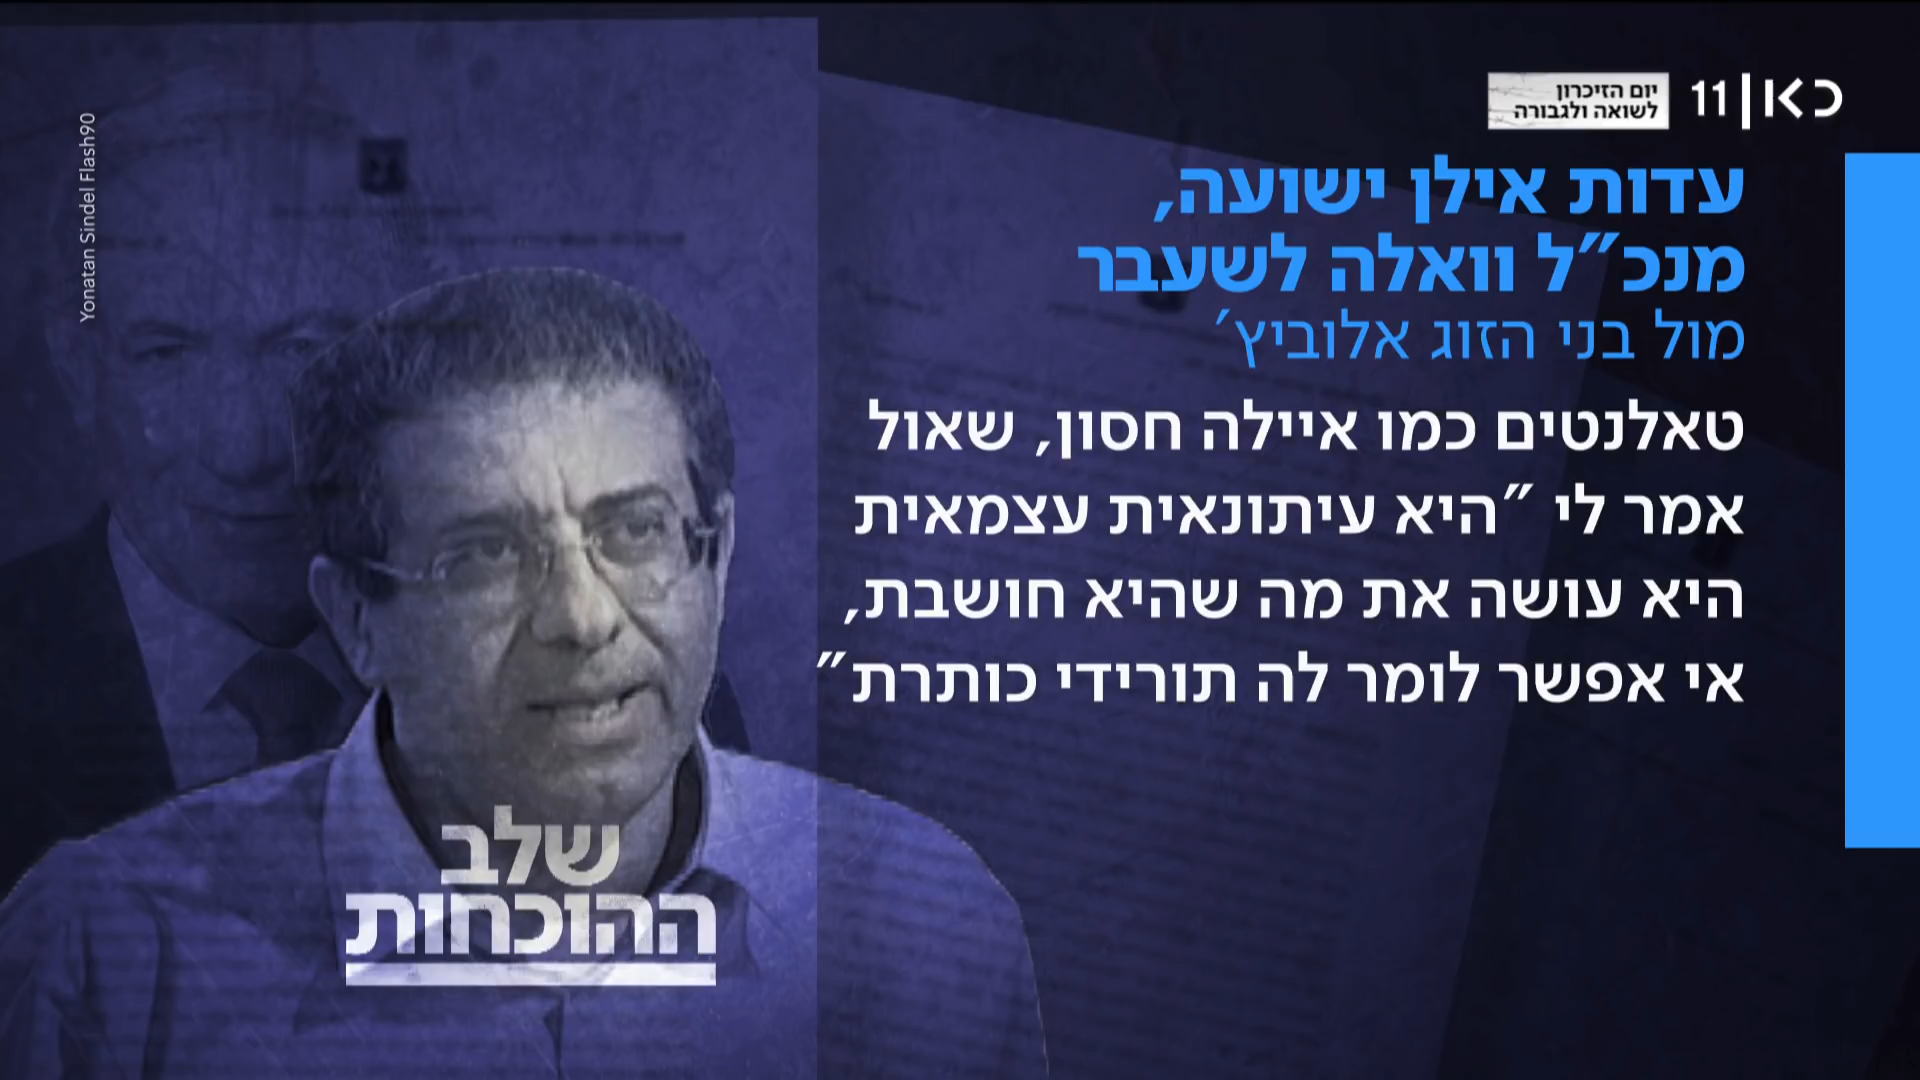 כאן | 11
יום הזיכרון
לשואה ולגבורה
Yonatan Sindel Flash90
עדות אילן ישועה,
מנכ״ל וואלה לשעבר
מול בני הזוג אלוביץ׳
טאלנטים כמו איילה חסון, שאול
אמר לי ״היא עיתונאית עצמאית
היא עושה את מה שהיא חושבת,
אי אפשר לומר לה תורידי כותרת״
שלב
ההוכחות